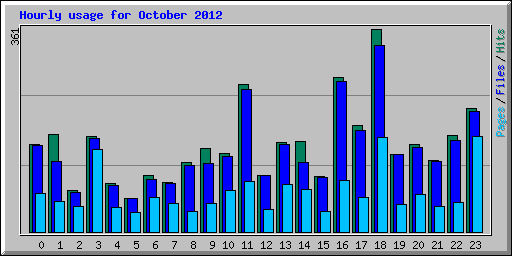 Hourly usage for October 2012
361
Pages / Files / Hits
0 1 2 3 4 5 6 7 8 9 10 11 12 13 14 15 16 17 18 19 20 21 22 23